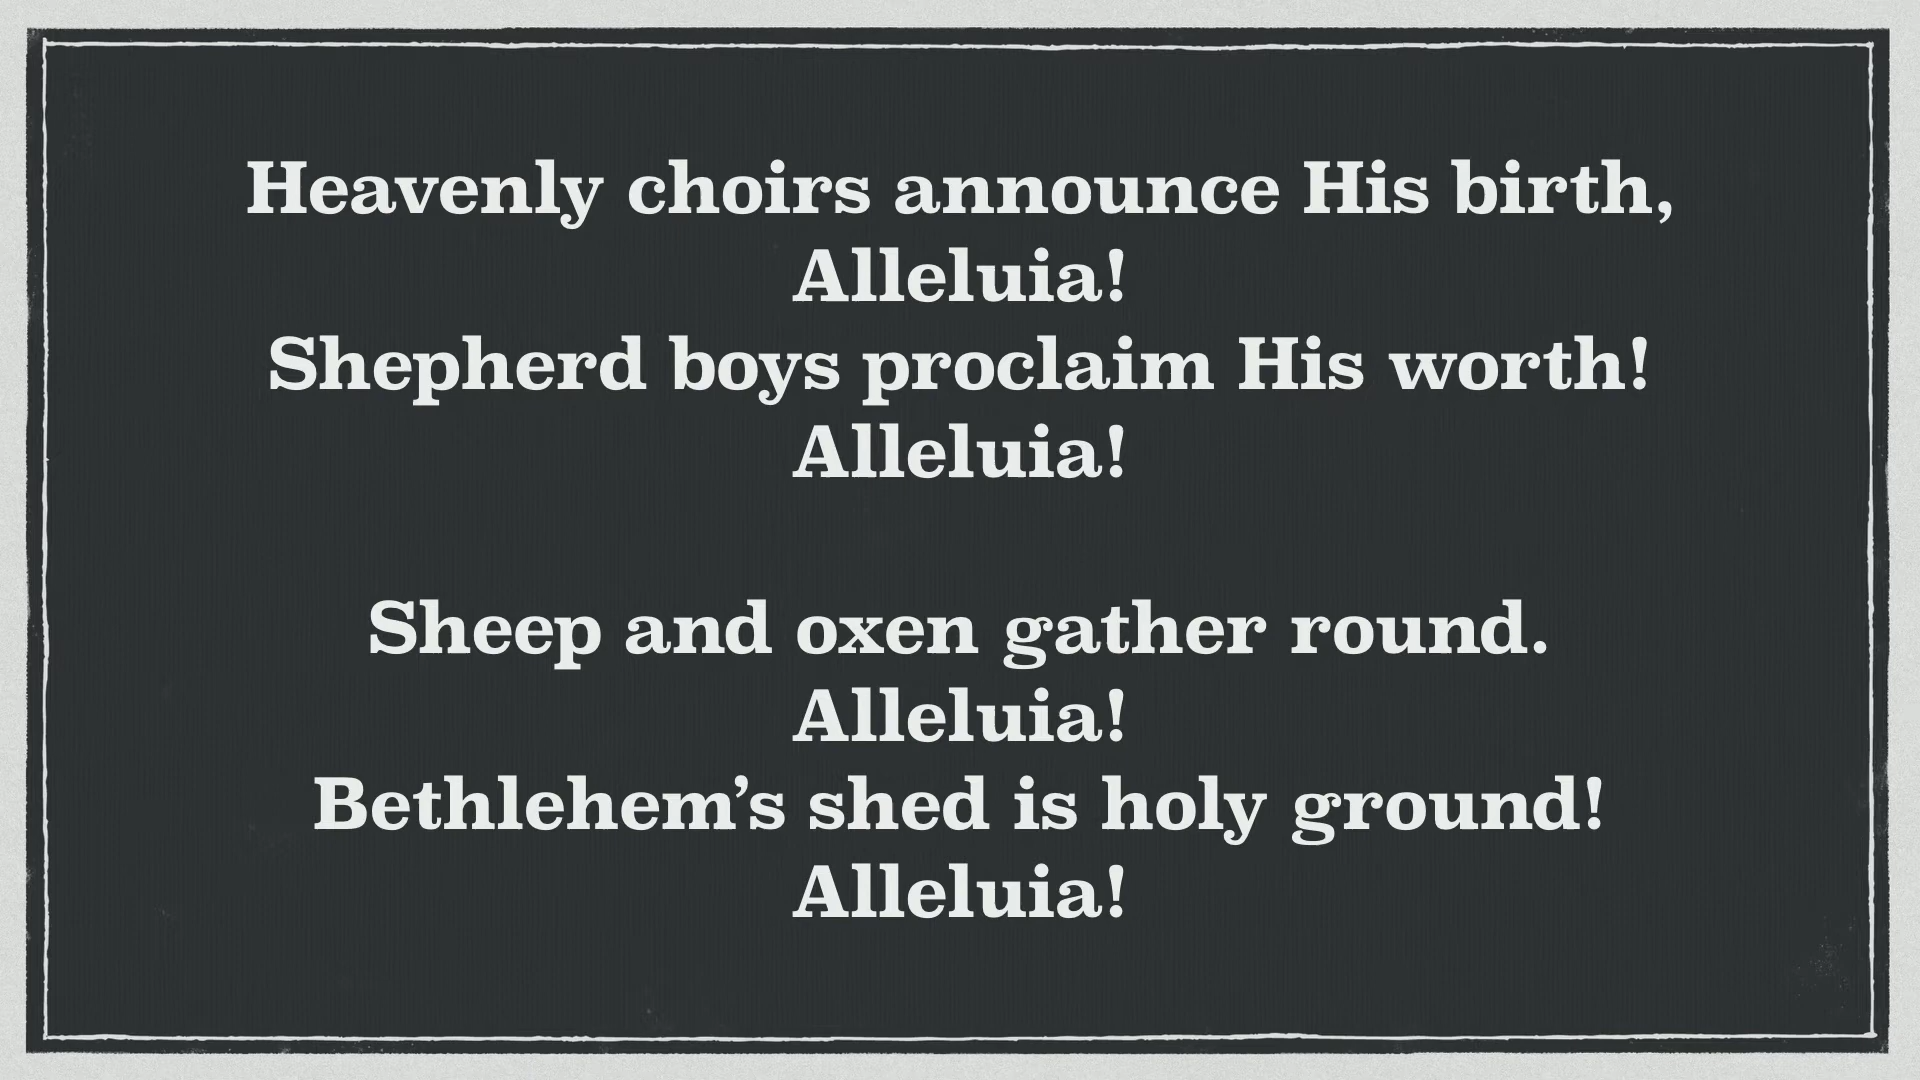 Heavenly choirs announce His birth,
Alleluia!
Shepherd boys proclaim His worth!
Alleluia!
Sheep and oxen gather round.
Alleluia!
Bethlehem’s shed is holy ground!
Alleluia!